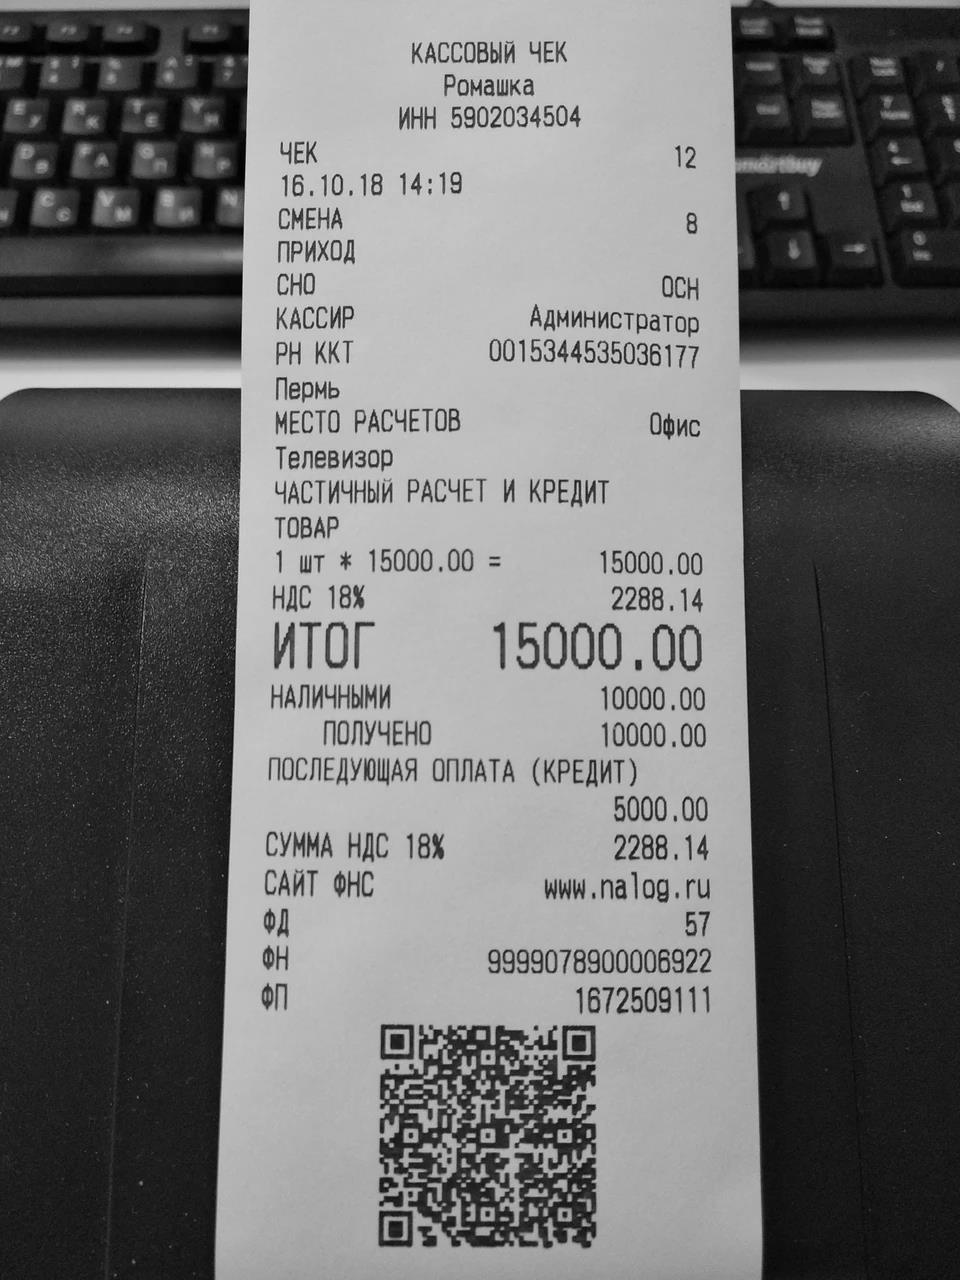 КАССОВЫЙ ЧЕК
Ромашка
ИНН 5902034504
ЧЕК 12
16.10.18 14:19
СМЕНА 8
ПРИХОД
СНО ОСН
КАССИР Администратор
РН ККТ 0015344535036177
Пермь
МЕСТО РАСЧЕТОВ Офис
Телевизор
ЧАСТИЧНЫЙ РАСЧЕТ И КРЕДИТ
ТОВАР
1 шт * 15000.00 = 15000.00
НДС 18% 2288.14
ИТОГ 15000.00
НАЛИЧНЫМИ 10000.00
ПОЛУЧЕНО 10000.00
ПОСЛЕДУЮЩАЯ ОПЛАТА (КРЕДИТ)
5000.00
СУММА НДС 18% 2288.14
САЙТ ФНС www.nalog.ru
ФД 57
ФН 9999078900006922
ФП 1672509111